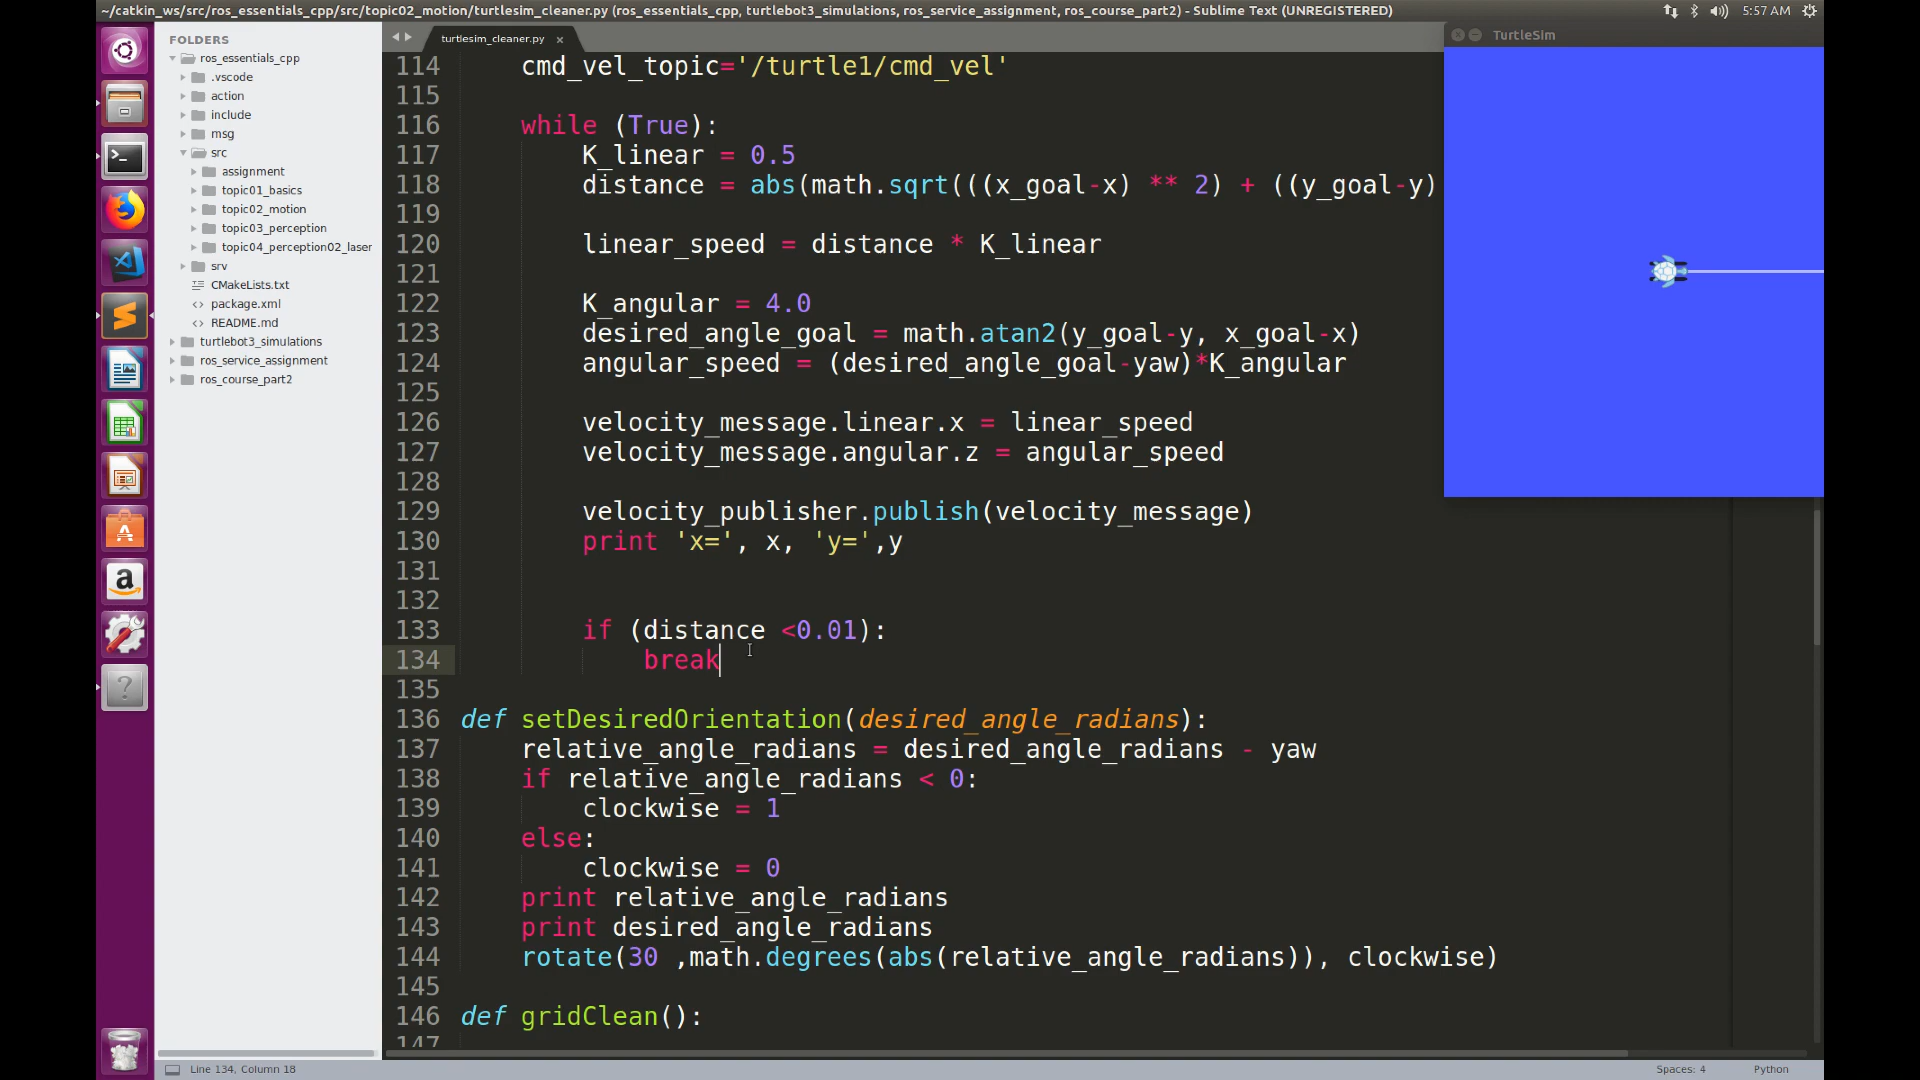 ~/catkin_ws/src/ros_essentials_cpp/src/topic02_motion/turtlesim_cleaner.py (ros_essentials_cpp, turtlebot3_simulations, ros_service_assignment, ros_course_part2) - Sublime Text (UNREGISTERED)
5:57 AM
FOLDERS
ros_essentials_cpp
.vscode
action
include
msg
src
assignment
topic01_basics
topic02_motion
topic03_perception
topic04_perception02_laser
srv
CMakeLists.txt
package.xml
README.md
turtlebot3_simulations
ros_service_assignment
ros_course_part2
turtlesim_cleaner.py
TurtleSim
114 cmd_vel_topic='/turtle1/cmd_vel'
115
116 while (True):
117 K_linear = 0.5
118 distance = abs(math.sqrt(((x_goal-x) ** 2) + ((y_goal-y)
119
120 linear_speed = distance * K_linear
121
122 K_angular = 4.0
123 desired_angle_goal = math.atan2(y_goal-y, x_goal-x)
124 angular_speed = (desired_angle_goal-yaw)*K_angular
125
126 velocity_message.linear.x = linear_speed
127 velocity_message.angular.z = angular_speed
128
129 velocity_publisher.publish(velocity_message)
130 print 'x=', x, 'y=',y
131
132
133 if (distance <0.01):
134 break
135
136 def setDesiredOrientation(desired_angle_radians):
137 relative_angle_radians = desired_angle_radians - yaw
138 if relative_angle_radians < 0:
139 clockwise = 1
140 else:
141 clockwise = 0
142 print relative_angle_radians
143 print desired_angle_radians
144 rotate(30 ,math.degrees(abs(relative_angle_radians)), clockwise)
145
146 def gridClean():
147
Line 134, Column 18
Spaces: 4
Python